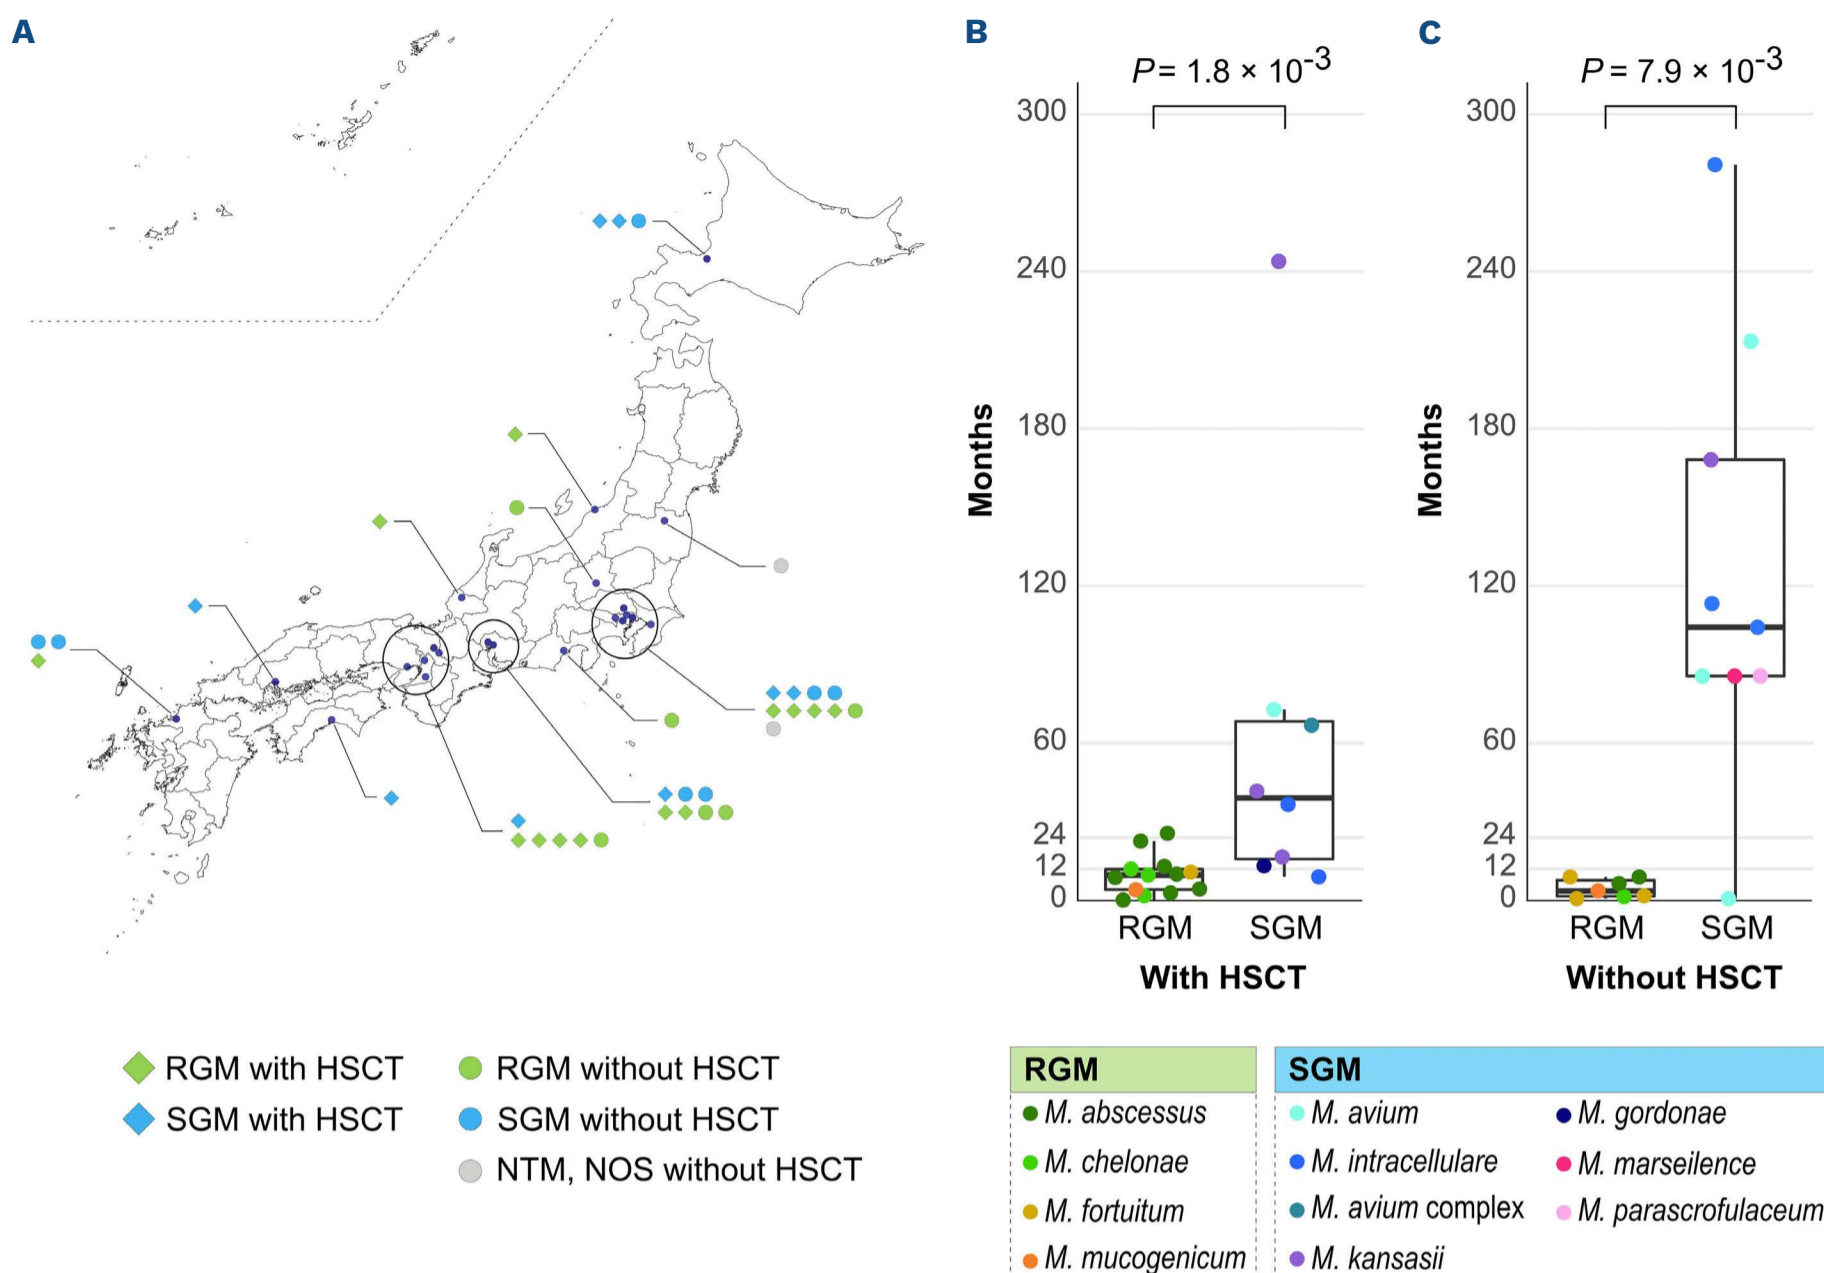 A
RGM with HSCT
SGM with HSCT
RGM without HSCT
SGM without HSCT
NTM, NOS without HSCT
B
P = 1.8 × 10-3
Months
300
240
180
120
60
24
12
0
RGM
SGM
With HSCT
C
P = 7.9 × 10-3
Months
300
240
180
120
60
24
12
0
RGM
SGM
Without HSCT
RGM
M. abscessus
M. chelonae
M. fortuitum
M. mucogenicum
SGM
M. avium
M. intracellulare
M. avium complex
M. kansasii
M. gordonae
M. marseilence
M. parascrofulaceum